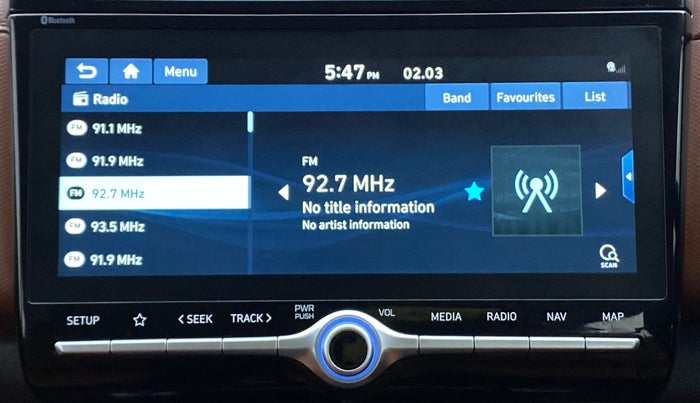 Bluetooth
Menu 5:47 PM 02.03
Radio Band Favourites List
FM 91.1 MHz
FM 91.9 MHz
FM 92.7 MHz
FM 93.5 MHz
FM 91.9 MHz
FM
92.7 MHz
No title information
No artist information
SCAN
SETUP < SEEK TRACK > PWR PUSH VOL MEDIA RADIO NAV MAP